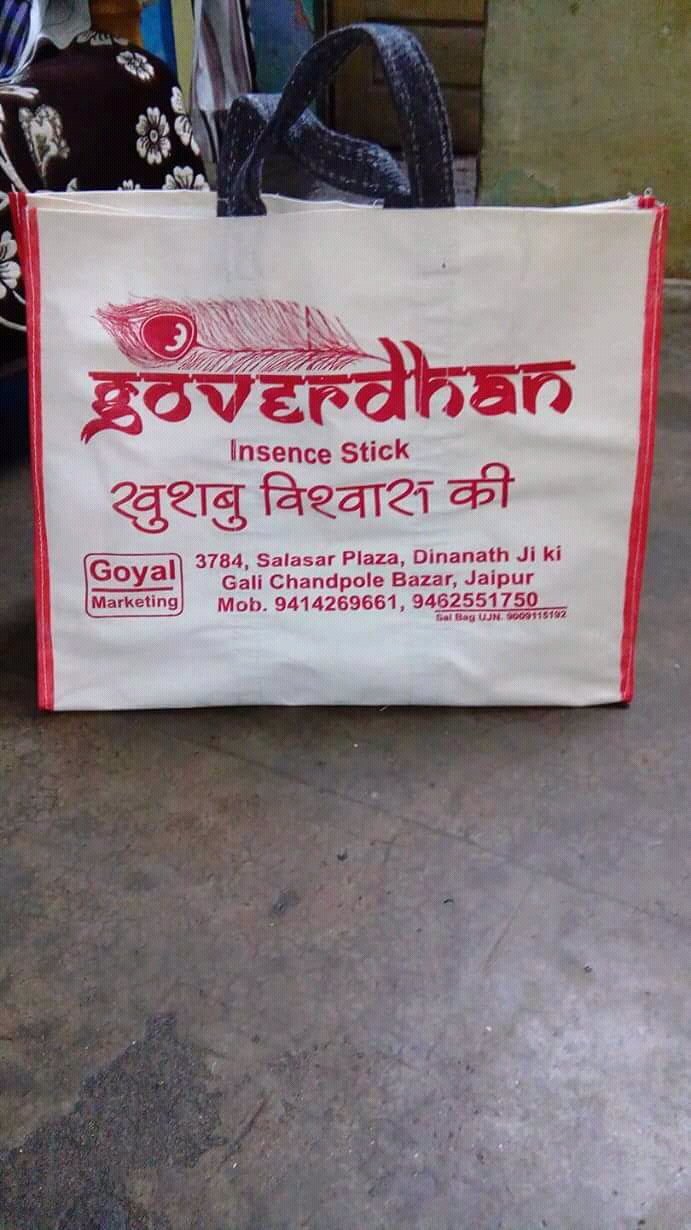 goverdhan
Insence Stick
खुशबु विश्वास की
Goyal
Marketing
3784, Salasar Plaza, Dinanath Ji ki
Gali Chandpole Bazar, Jaipur
Mob. 9414269661, 9462551750
Sai Bag UJN. 9009115192